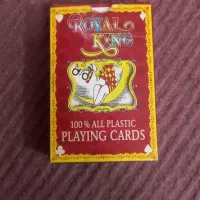 ROYAL
KING
100% ALL PLASTIC
PLAYING CARDS